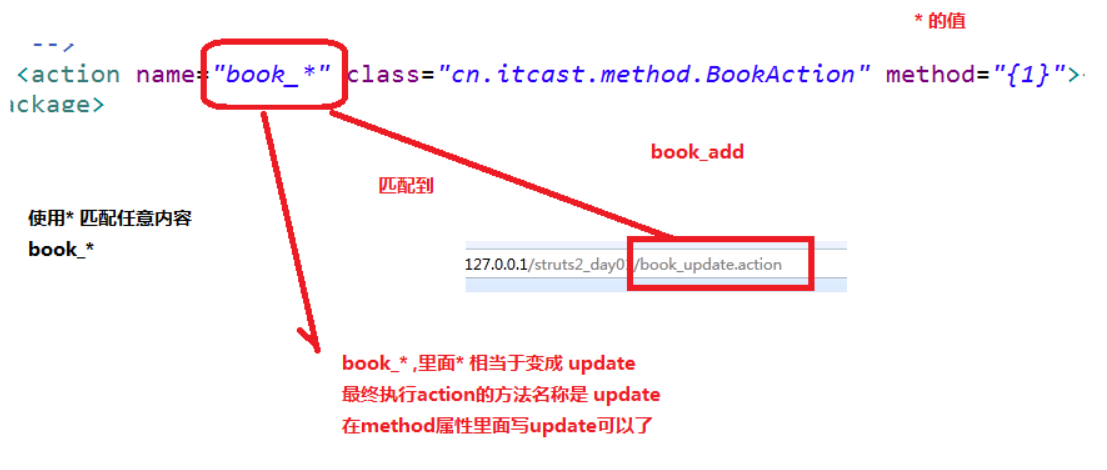 * 的值
-->
<action name="book_*" class="cn.itcast.method.BookAction" method="{1}">
ackage>
book_add
匹配到
使用* 匹配任意内容
book_*
127.0.0.1/struts2_day0 /book_update.action
book_* ,里面* 相当于变成 update
最终执行action的方法名称是 update
在method属性里面写update可以了